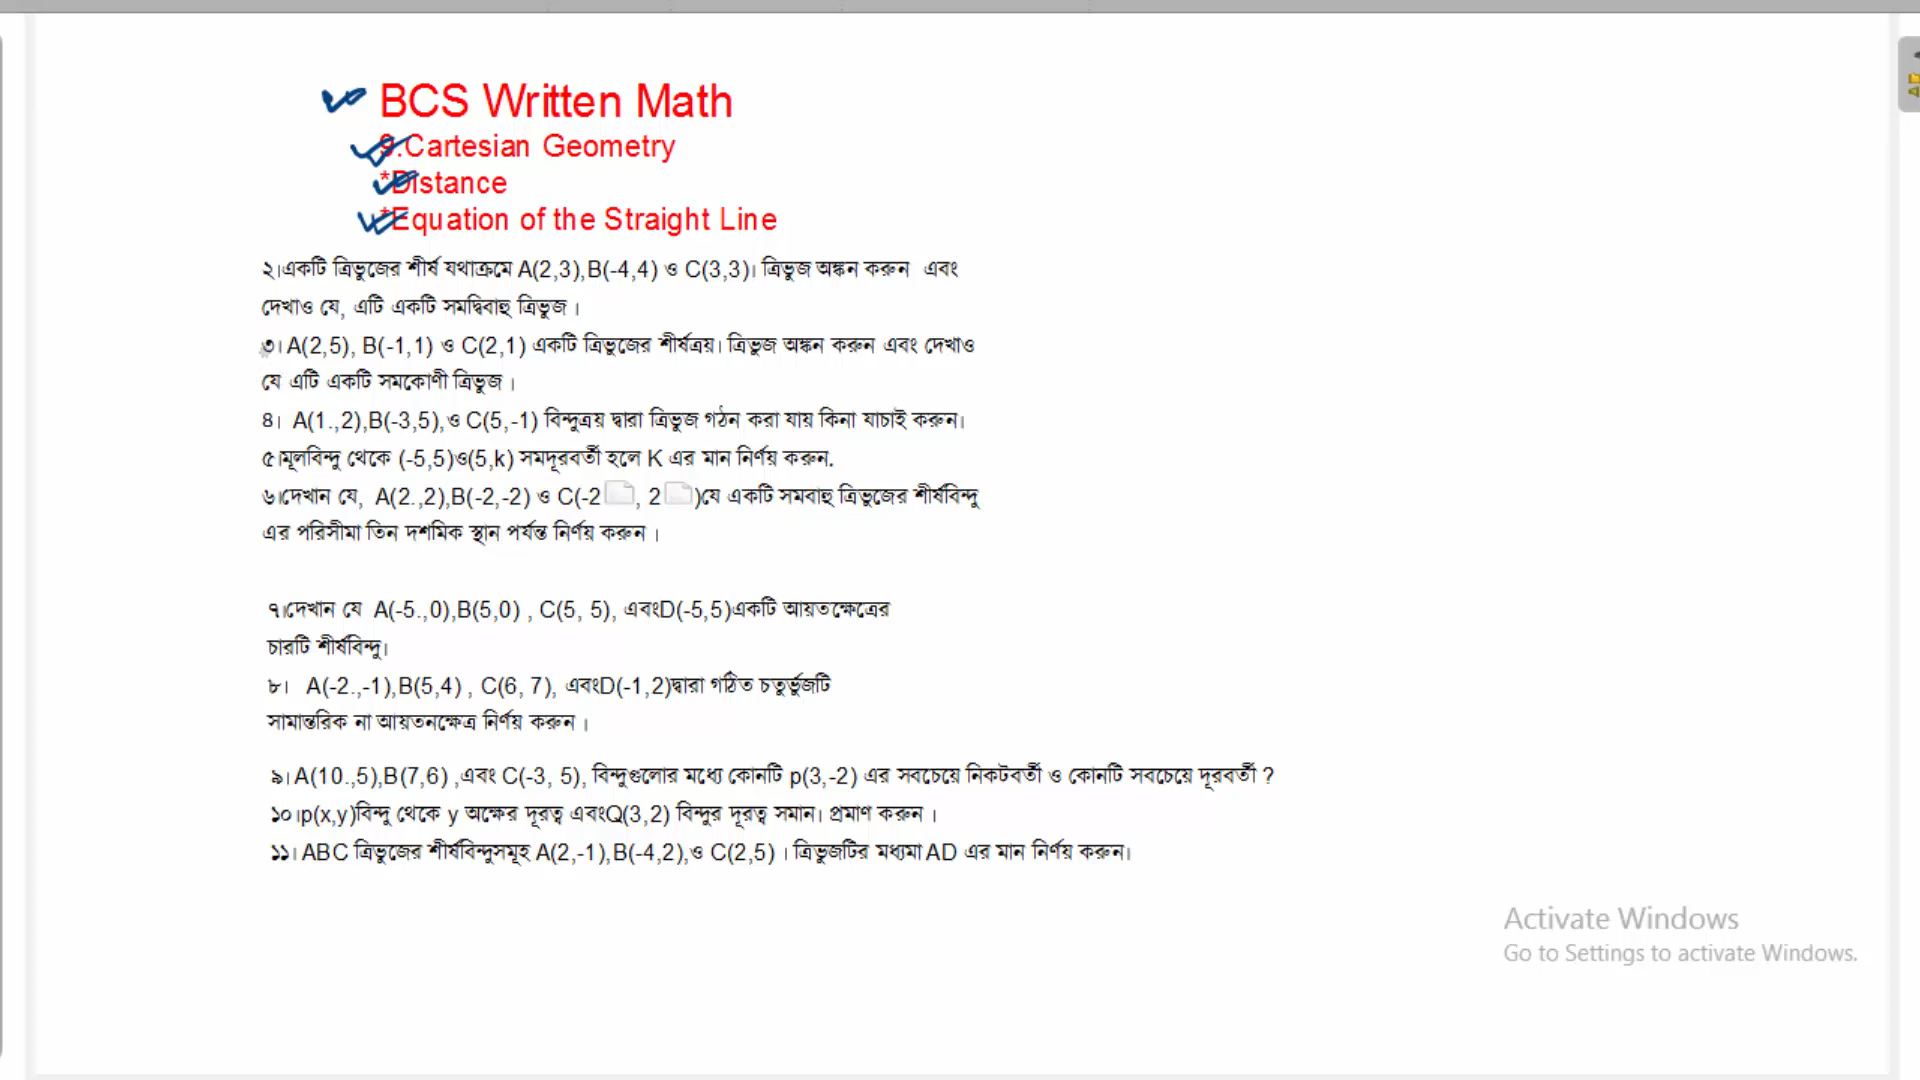 BCS Written Math
9.Cartesian Geometry
*Distance
*Equation of the Straight Line
২।একটি ত্রিভুজের শীর্ষ যথাক্রমে A(2,3),B(-4,4) ও C(3,3)। ত্রিভুজ অঙ্কন করুন এবং
দেখাও যে, এটি একটি সমদ্বিবাহু ত্রিভুজ ।
৩। A(2,5), B(-1,1) ও C(2,1) একটি ত্রিভুজের শীর্ষত্রয়। ত্রিভুজ অঙ্কন করুন এবং দেখাও
যে এটি একটি সমকোণী ত্রিভুজ ।
৪। A(1.,2),B(-3,5),ও C(5,-1) বিন্দুত্রয় দ্বারা ত্রিভুজ গঠন করা যায় কিনা যাচাই করুন।
৫।মূলবিন্দু থেকে (-5,5)ও(5,k) সমদূরবর্তী হলে K এর মান নির্ণয় করুন.
৬।দেখান যে, A(2.,2),B(-2,-2) ও C(-2 , 2 )যে একটি সমবাহু ত্রিভুজের শীর্ষবিন্দু
এর পরিসীমা তিন দশমিক স্থান পর্যন্ত নির্ণয় করুন ।
৭।দেখান যে A(-5.,0),B(5,0) , C(5, 5), এবংD(-5,5)একটি আয়তক্ষেত্রের
চারটি শীর্ষবিন্দু।
৮। A(-2.,-1),B(5,4) , C(6, 7), এবংD(-1,2)দ্বারা গঠিত চতুর্ভুজটি
সামান্তরিক না আয়তনক্ষেত্র নির্ণয় করুন ।
৯। A(10.,5),B(7,6) ,এবং C(-3, 5), বিন্দুগুলোর মধ্যে কোনটি p(3,-2) এর সবচেয়ে নিকটবর্তী ও কোনটি সবচেয়ে দূরবর্তী ?
১০।p(x,y)বিন্দু থেকে y অক্ষের দূরত্ব এবংQ(3,2) বিন্দুর দূরত্ব সমান। প্রমাণ করুন ।
১১। ABC ত্রিভুজের শীর্ষবিন্দুসমূহ A(2,-1),B(-4,2),ও C(2,5) । ত্রিভুজটির মধ্যমা AD এর মান নির্ণয় করুন।
Activate Windows
Go to Settings to activate Windows.